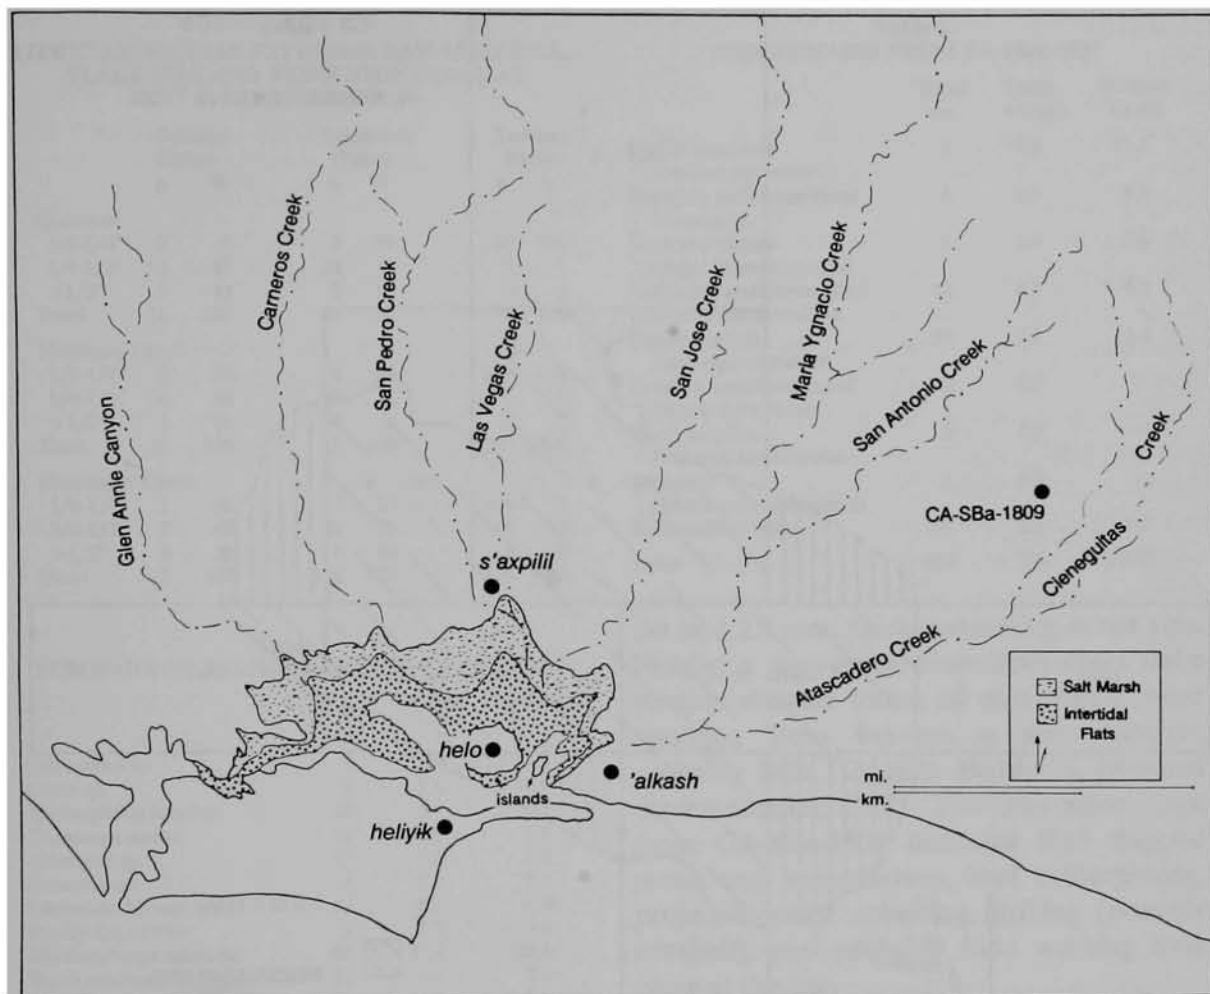 Glen Annie Canyon
Carneros Creek
San Pedro Creek
Las Vegas Creek
San Jose Creek
Maria Ygnacio Creek
San Antonio Creek
Creek
CA-SBa-1809
Cieneguitas
s'axpilil
Atascadero Creek
Salt Marsh
Intertidal
Flats
helo
'alkash
mi.
km.
islands
heliyik